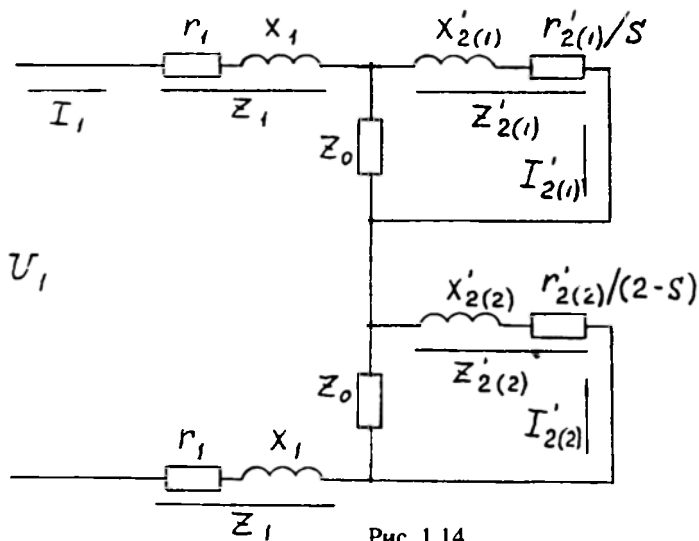 r₁ x₁ x′₂₍₁₎ r′₂₍₁₎/s
I₁ Z₁ Z′₂₍₁₎
Z₀ I′₂₍₁₎
U₁ x′₂₍₂₎ r′₂₍₂₎/(2-s)
Z₀ Z′₂₍₂₎
r₁ x₁ I′₂₍₂₎
Z₁ Рис. 1.14